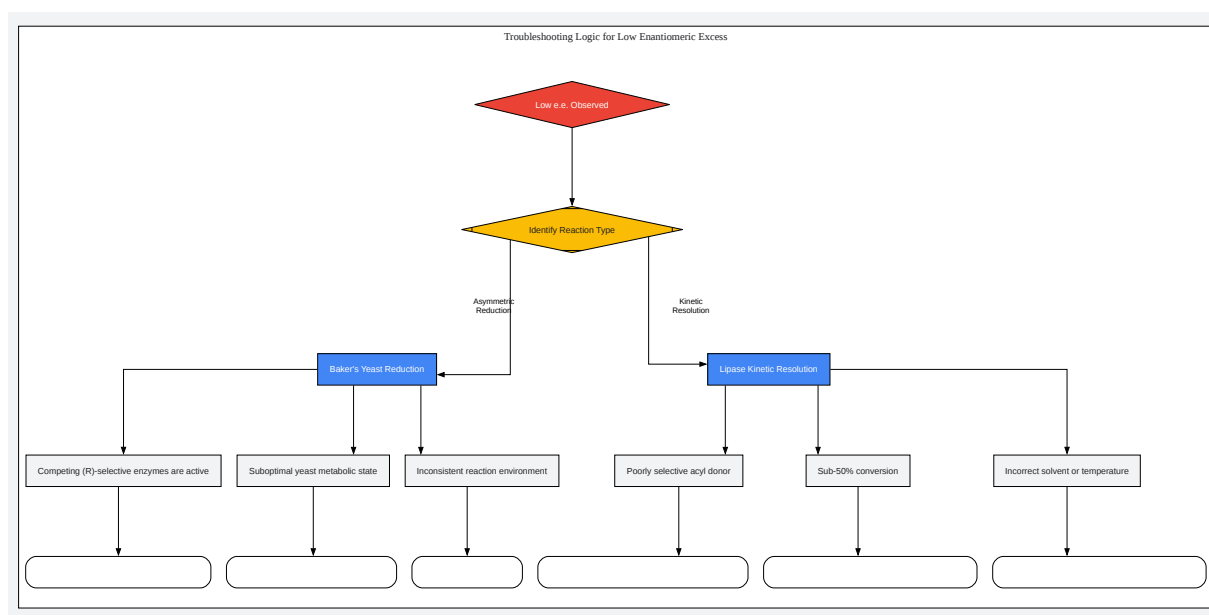 Troubleshooting Logic for Low Enantiomeric Excess
Low e.e. Observed
Identify Reaction Type
Asymmetric
Reduction
Kinetic
Resolution
Baker's Yeast Reduction
Lipase Kinetic Resolution
Competing (R)-selective enzymes are active
Suboptimal yeast metabolic state
Inconsistent reaction environment
Poorly selective acyl donor
Sub-50% conversion
Incorrect solvent or temperature